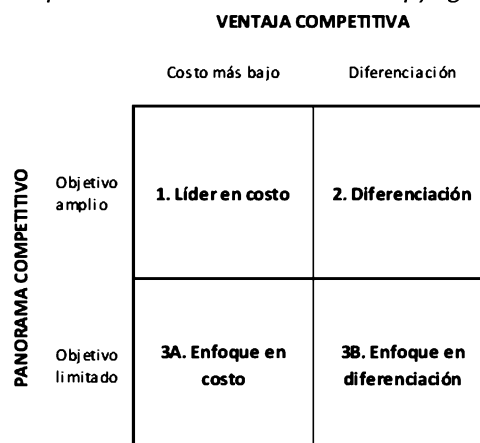 VENTAJA COMPETITIVA
Costo más bajo
Diferenciación
PANORAMA COMPETITIVO
Objetivo
amplio
1. Líder en costo
2. Diferenciación
Objetivo
limitado
3A. Enfoque en
costo
3B. Enfoque en
diferenciación